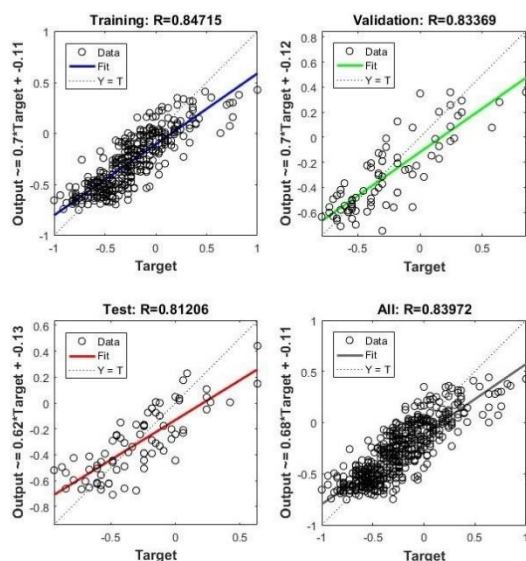 Training: R=0.84715
Output ~= 0.7*Target + -0.11
Data
Fit
Y = T
1
0.5
0
-0.5
-1
-1
-0.5
0
0.5
1
Target
Validation: R=0.83369
Output ~= 0.7*Target + -0.12
Data
Fit
Y = T
0.8
0.6
0.4
0.2
0
-0.2
-0.4
-0.6
-0.5
0
0.5
Target
Test: R=0.81206
Output ~= 0.62*Target + -0.13
Data
Fit
Y = T
0.6
0.4
0.2
0
-0.2
-0.4
-0.6
-0.8
-0.5
0
0.5
Target
All: R=0.83972
Output ~= 0.68*Target + -0.11
Data
Fit
Y = T
1
0.5
0
-0.5
-1
-1
-0.5
0
0.5
1
Target